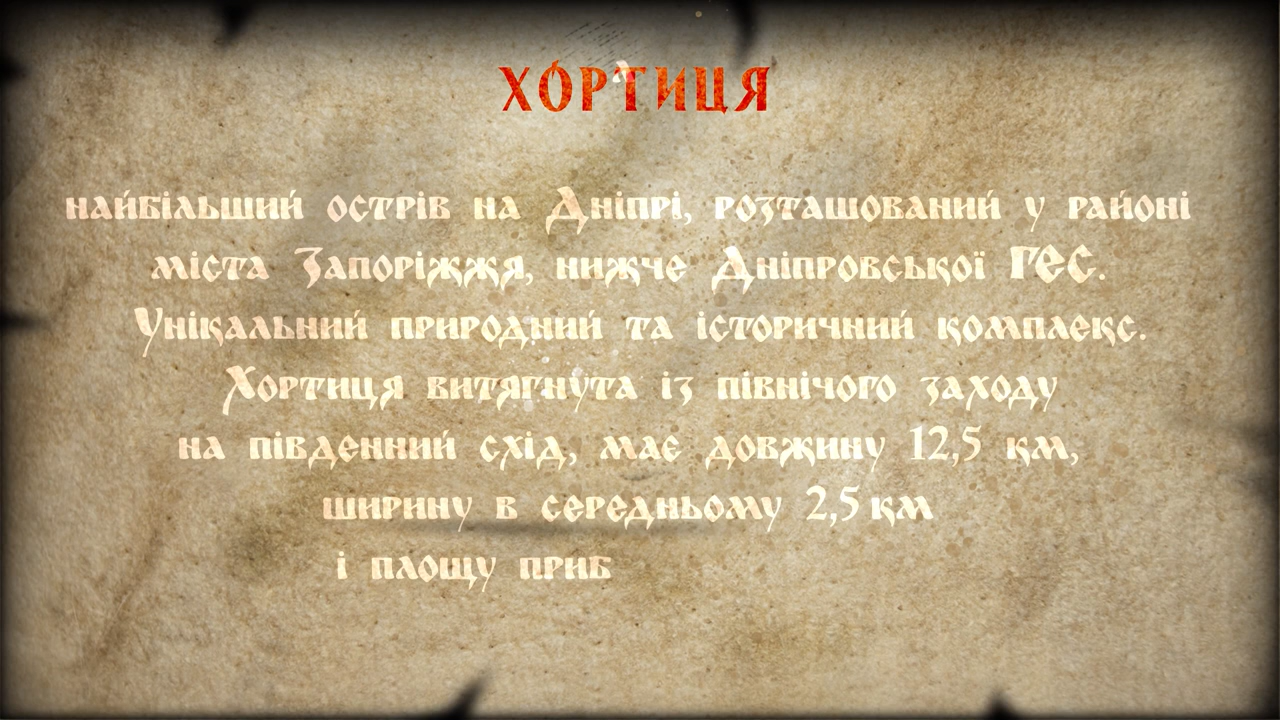 ХОРТИЦЯ
найбільший острів на Дніпрі, розташований у районі
міста Запоріжжя, нижче Дніпровської ГЕС.
Унікальний природний та історичний комплекс.
Хортиця витягнута із північого заходу
на південний схід, має довжину 12,5 км,
ширину в середньому 2,5 км
і площу приб